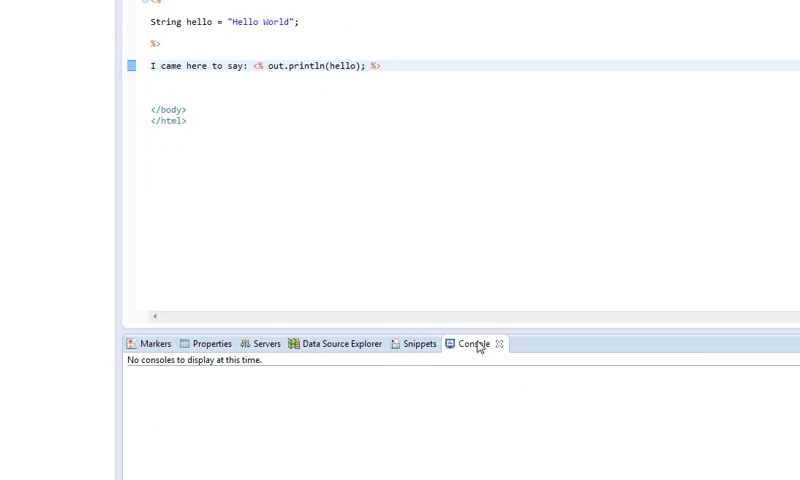 <%
String hello = "Hello World";
%>
I came here to say: <% out.println(hello); %>
</body>
</html>
Markers Properties Servers Data Source Explorer Snippets Console
No consoles to display at this time.